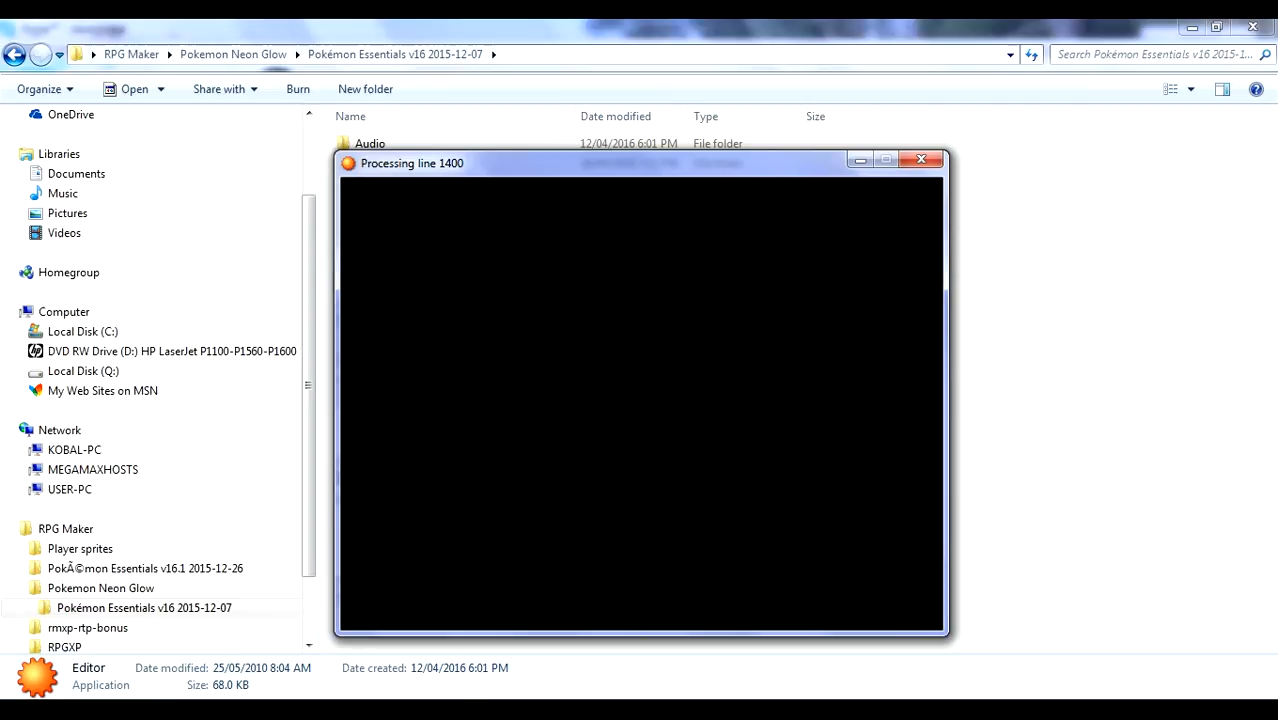 RPG Maker Pokemon Neon Glow Pokémon Essentials v16 2015-12-07 Search Pokémon Essentials v16 2015-1...
Organize Open Share with Burn New folder
Name Date modified Type Size
OneDrive
Audio 12/04/2016 6:01 PM File folder
Processing line 1400
Libraries
Documents
Music
Pictures
Videos
Homegroup
Computer
Local Disk (C:)
DVD RW Drive (D:) HP LaserJet P1100-P1560-P1600
Local Disk (Q:)
My Web Sites on MSN
Network
KOBAL-PC
MEGAMAXHOSTS
USER-PC
RPG Maker
Player sprites
PokÃ©mon Essentials v16.1 2015-12-26
Pokemon Neon Glow
Pokémon Essentials v16 2015-12-07
rmxp-rtp-bonus
RPGXP
Editor Date modified: 25/05/2010 8:04 AM Date created: 12/04/2016 6:01 PM
Application Size: 68.0 KB